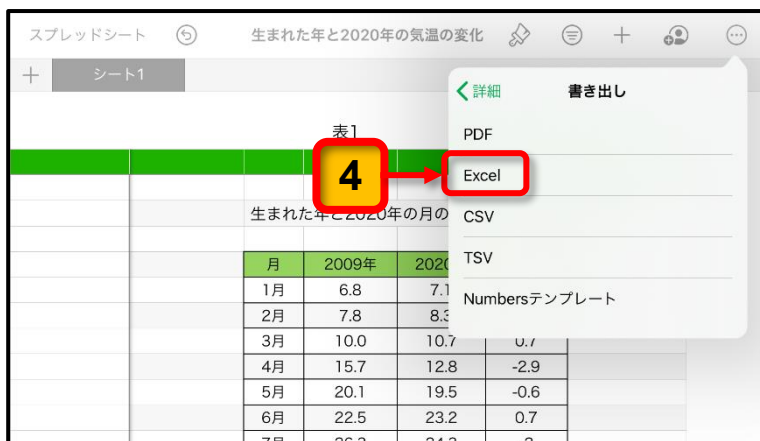 スプレッドシート 生まれた年と2020年の気温の変化
シート1
詳細 書き出し
表1
PDF
4
Excel
生まれた年と2020年の月の
CSV
TSV
Numbersテンプレート
月 2009年 202
1月 6.8 7.1
2月 7.8 8.3
3月 10.0 10.7 0.7
4月 15.7 12.8 -2.9
5月 20.1 19.5 -0.6
6月 22.5 23.2 0.7